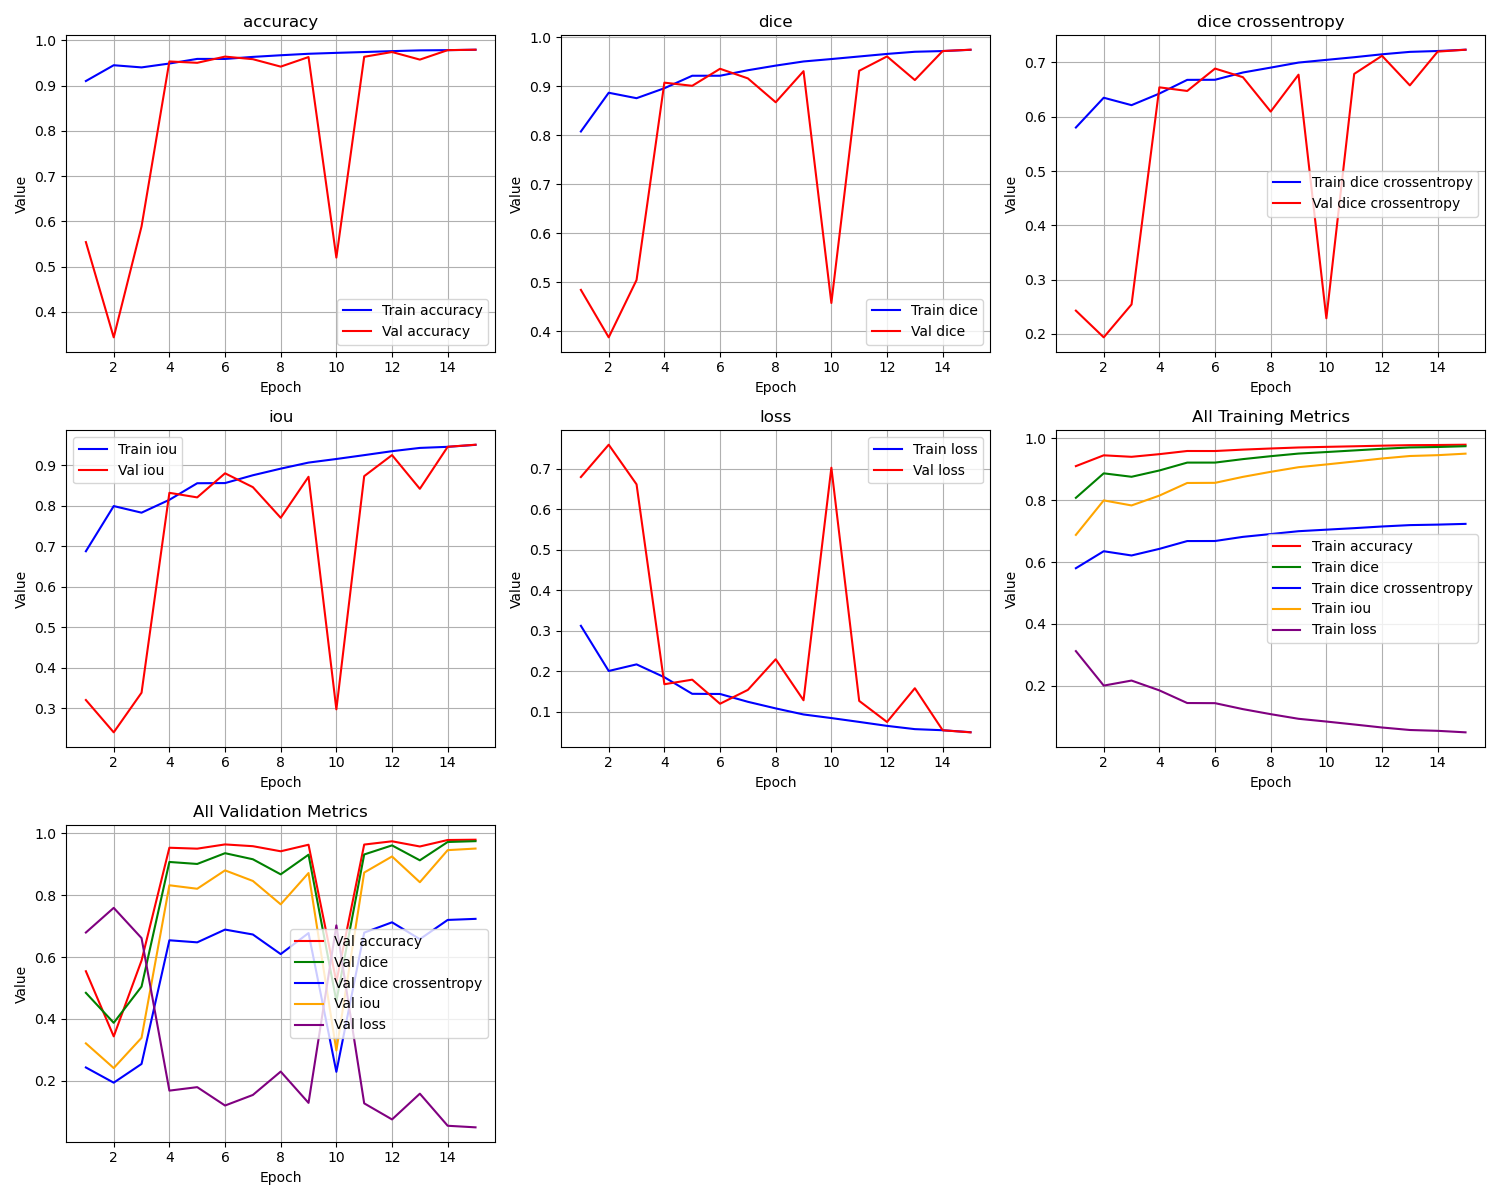 accuracy
Value
1.0
0.9
0.8
0.7
0.6
0.5
0.4
Train accuracy
Val accuracy
2 4 6 8 10 12 14
Epoch
dice
Value
1.0
0.9
0.8
0.7
0.6
0.5
0.4
Train dice
Val dice
2 4 6 8 10 12 14
Epoch
dice crossentropy
Value
0.7
0.6
0.5
0.4
0.3
0.2
Train dice crossentropy
Val dice crossentropy
2 4 6 8 10 12 14
Epoch
iou
Value
0.9
0.8
0.7
0.6
0.5
0.4
0.3
Train iou
Val iou
2 4 6 8 10 12 14
Epoch
loss
Value
0.7
0.6
0.5
0.4
0.3
0.2
0.1
Train loss
Val loss
2 4 6 8 10 12 14
Epoch
All Training Metrics
Value
1.0
0.8
0.6
0.4
0.2
Train accuracy
Train dice
Train dice crossentropy
Train iou
Train loss
2 4 6 8 10 12 14
Epoch
All Validation Metrics
Value
1.0
0.8
0.6
0.4
0.2
Val accuracy
Val dice
Val dice crossentropy
Val iou
Val loss
2 4 6 8 10 12 14
Epoch